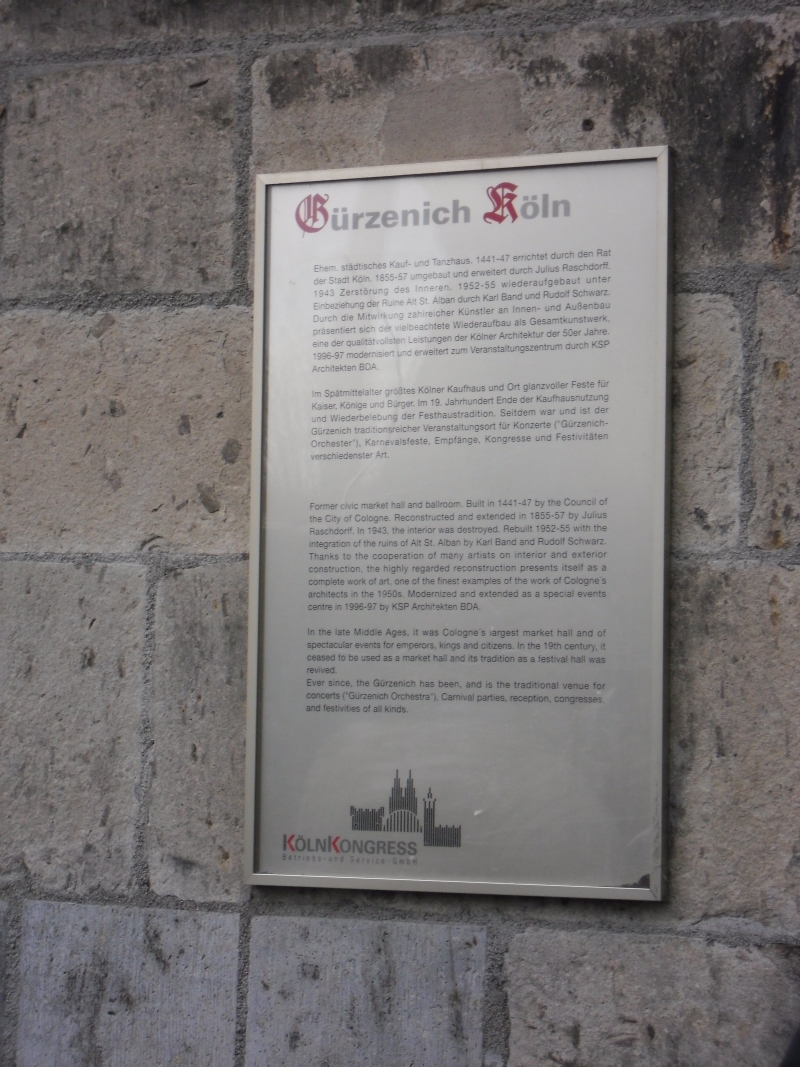 Gürzenich Köln
Ehem. städtisches Kauf- und Tanzhaus. 1441-47 errichtet durch den Rat
der Stadt Köln. 1855-57 umgebaut und erweitert durch Julius Raschdorff.
1943 Zerstörung des Inneren. 1952-55 wiederaufgebaut unter
Einbeziehung der Ruine Alt St. Alban durch Karl Band und Rudolf Schwarz.
Durch die Mitwirkung zahlreicher Künstler an Innen- und Außenbau
präsentiert sich der vielbeachtete Wiederaufbau als Gesamtkunstwerk,
eine der qualitätvollsten Leistungen der Kölner Architektur der 50er Jahre.
1996-97 modernisiert und erweitert zum Veranstaltungszentrum durch KSP
Architekten BDA.
Im Spätmittelalter größtes Kölner Kaufhaus und Ort glanzvoller Feste für
Kaiser, Könige und Bürger. Im 19. Jahrhundert Ende der Kaufhausnutzung
und Wiederbelebung der Festhaustradition. Seitdem war und ist der
Gürzenich traditionsreicher Veranstaltungsort für Konzerte ("Gürzenich-
Orchester"), Karnevalsfeste, Empfänge, Kongresse und Festivitäten
verschiedenster Art.
Former civic market hall and ballroom. Built in 1441-47 by the Council of
the City of Cologne. Reconstructed and extended in 1855-57 by Julius
Raschdorff. In 1943, the interior was destroyed. Rebuilt 1952-55 with the
integration of the ruins of Alt St. Alban by Karl Band and Rudolf Schwarz.
Thanks to the cooperation of many artists on interior and exterior
construction, the highly regarded reconstruction presents itself as a
complete work of art, one of the finest examples of the work of Cologne's
architects in the 1950s. Modernized and extended as a special events
centre in 1996-97 by KSP Architekten BDA.
In the late Middle Ages, it was Cologne's largest market hall and of
spectacular events for emperors, kings and citizens. In the 19th century, it
ceased to be used as a market hall and its tradition as a festival hall was
revived.
Ever since, the Gürzenich has been, and is the traditional venue for
concerts ("Gürzenich Orchestra"), Carnival parties, reception, congresses
and festivities of all kinds.
KÖLNKONGRESS
Betriebs- und Service-GmbH